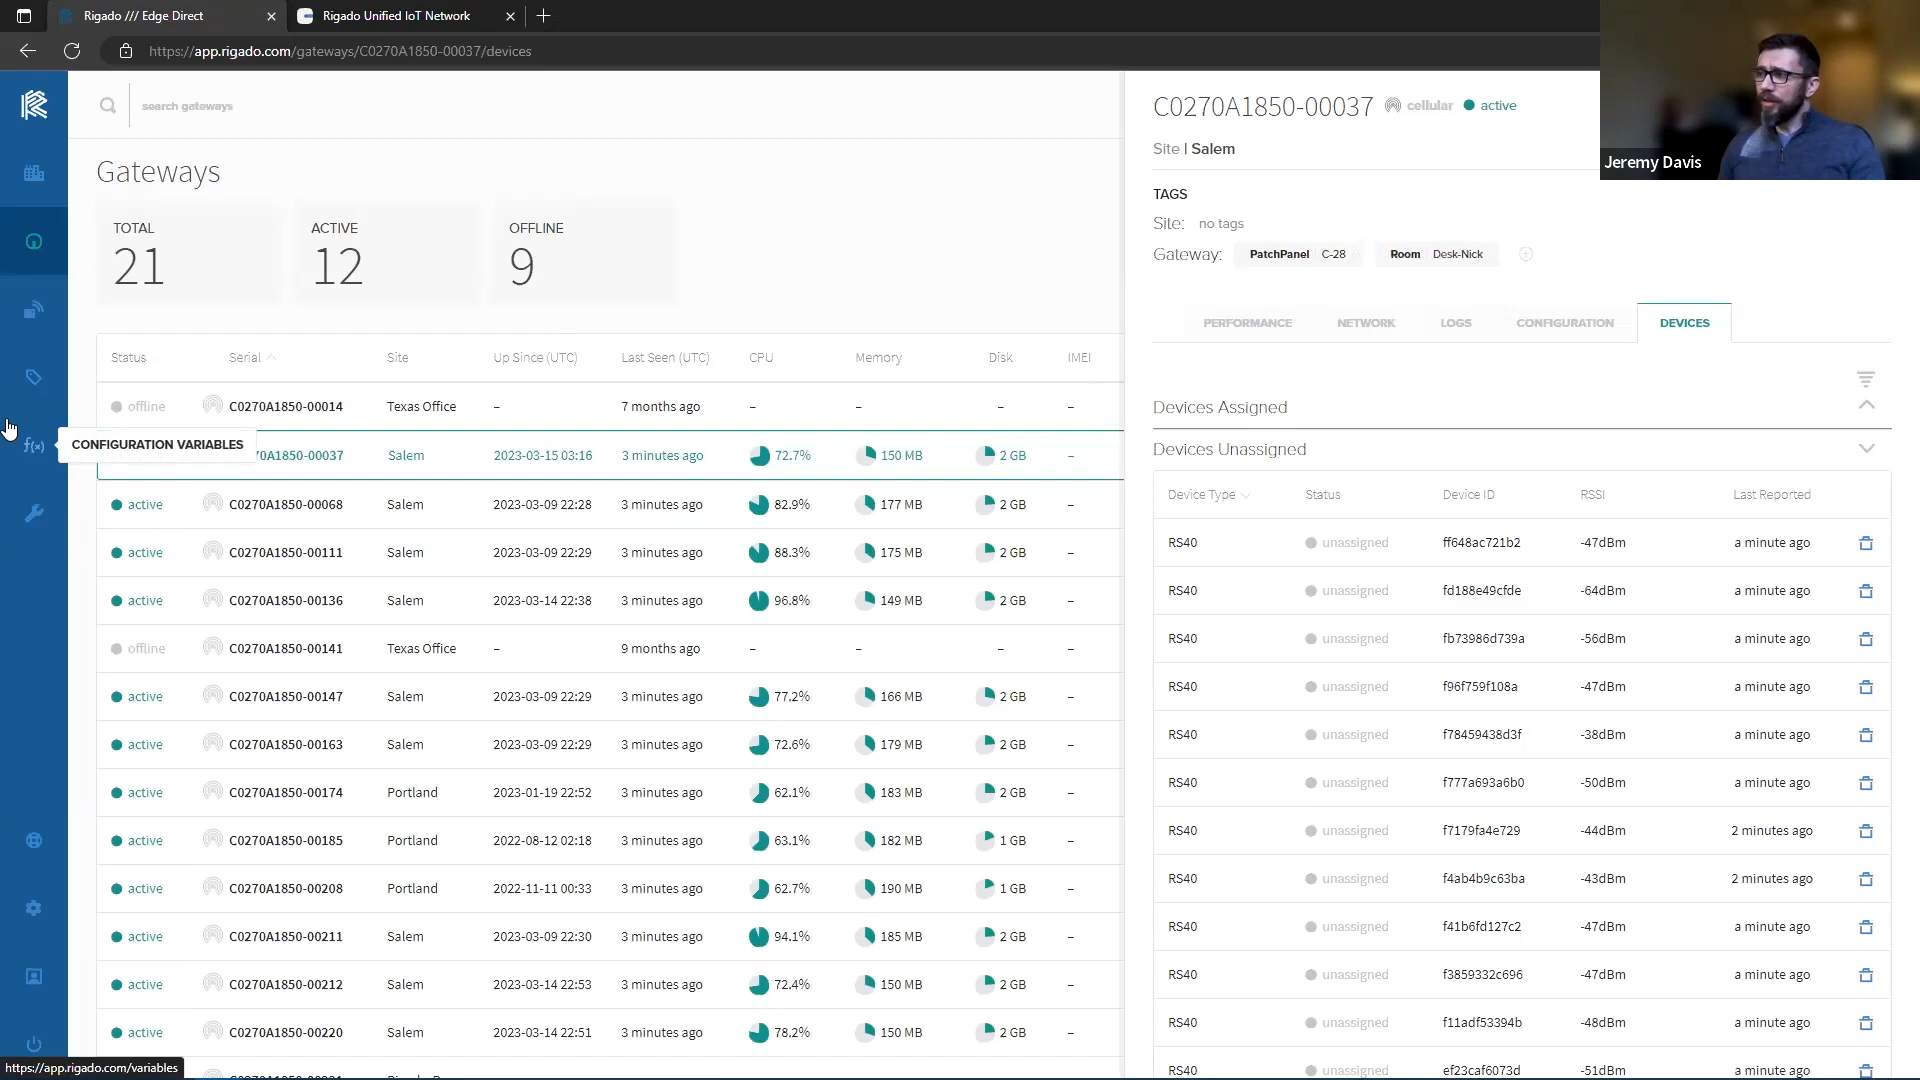 Rigado /// Edge Direct
Rigado Unified IoT Network
https://app.rigado.com/gateways/C0270A1850-00037/devices
search gateways
Gateways
TOTAL
21
ACTIVE
12
OFFLINE
9
Status Serial Site Up Since (UTC) Last Seen (UTC) CPU Memory Disk IMEI
offline C0270A1850-00014 Texas Office – 7 months ago – – – –
CONFIGURATION VARIABLES
70A1850-00037 Salem 2023-03-15 03:16 3 minutes ago 72.7% 150 MB 2 GB –
active C0270A1850-00068 Salem 2023-03-09 22:28 3 minutes ago 82.9% 177 MB 2 GB –
active C0270A1850-00111 Salem 2023-03-09 22:29 3 minutes ago 88.3% 175 MB 2 GB –
active C0270A1850-00136 Salem 2023-03-14 22:38 3 minutes ago 96.8% 149 MB 2 GB –
offline C0270A1850-00141 Texas Office – 9 months ago – – – –
active C0270A1850-00147 Salem 2023-03-09 22:29 3 minutes ago 77.2% 166 MB 2 GB –
active C0270A1850-00163 Salem 2023-03-09 22:29 3 minutes ago 72.6% 179 MB 2 GB –
active C0270A1850-00174 Portland 2023-01-19 22:52 3 minutes ago 62.1% 183 MB 2 GB –
active C0270A1850-00185 Portland 2022-08-12 02:18 3 minutes ago 63.1% 182 MB 1 GB –
active C0270A1850-00208 Portland 2022-11-11 00:33 3 minutes ago 62.7% 190 MB 1 GB –
active C0270A1850-00211 Salem 2023-03-09 22:30 3 minutes ago 94.1% 185 MB 2 GB –
active C0270A1850-00212 Salem 2023-03-14 22:53 3 minutes ago 72.4% 150 MB 2 GB –
active C0270A1850-00220 Salem 2023-03-14 22:51 3 minutes ago 78.2% 150 MB 2 GB –
f(x)
https://app.rigado.com/variables
C0270A1850-00037 cellular active
Site | Salem
TAGS
Site: no tags
Gateway: PatchPanel C-28 Room Desk-Nick
PERFORMANCE NETWORK LOGS CONFIGURATION DEVICES
Devices Assigned
Devices Unassigned
Device Type Status Device ID RSSI Last Reported
RS40 unassigned ff648ac721b2 -47dBm a minute ago
RS40 unassigned fd188e49cfde -64dBm a minute ago
RS40 unassigned fb73986d739a -56dBm a minute ago
RS40 unassigned f96f759f108a -47dBm a minute ago
RS40 unassigned f78459438d3f -38dBm a minute ago
RS40 unassigned f777a693a6b0 -50dBm a minute ago
RS40 unassigned f7179fa4e729 -44dBm 2 minutes ago
RS40 unassigned f4ab4b9c63ba -43dBm 2 minutes ago
RS40 unassigned f41b6fd127c2 -47dBm a minute ago
RS40 unassigned f3859332c696 -47dBm a minute ago
RS40 unassigned f11adf53394b -48dBm a minute ago
RS40 unassigned ef23caf6073d -51dBm a minute ago
Jeremy Davis